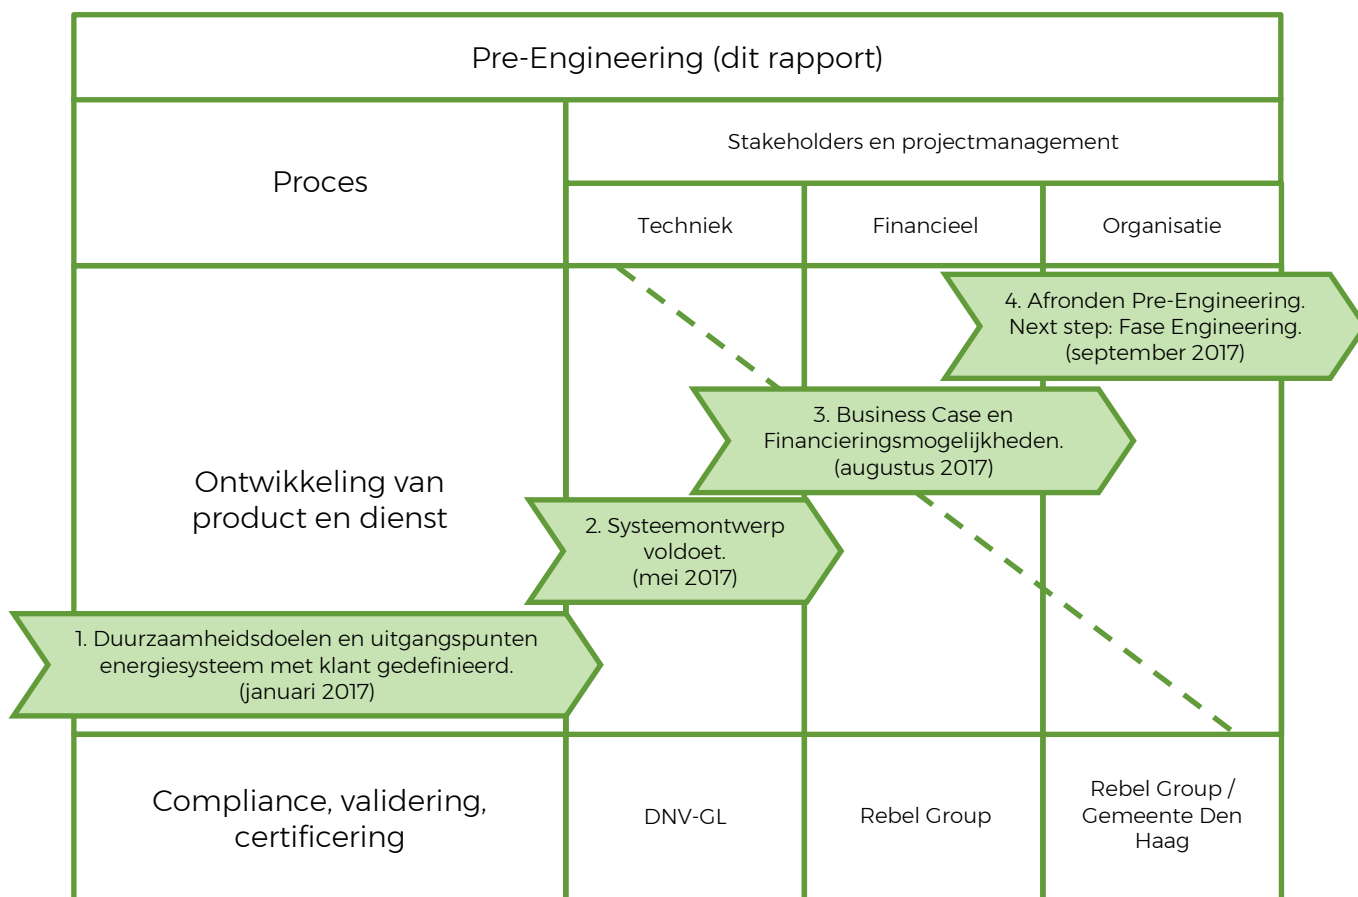 Pre-Engineering (dit rapport)
Proces
Stakeholders en projectmanagement
Techniek
Financieel
Organisatie
4. Afronden Pre-Engineering.
Next step: Fase Engineering.
(september 2017)
3. Business Case en
Financieringsmogelijkheden.
(augustus 2017)
Ontwikkeling van
product en dienst
2. Systeemontwerp
voldoet.
(mei 2017)
1. Duurzaamheidsdoelen en uitgangspunten
energiesysteem met klant gedefinieerd.
(januari 2017)
Compliance, validering,
certificering
DNV-GL
Rebel Group
Rebel Group /
Gemeente Den
Haag